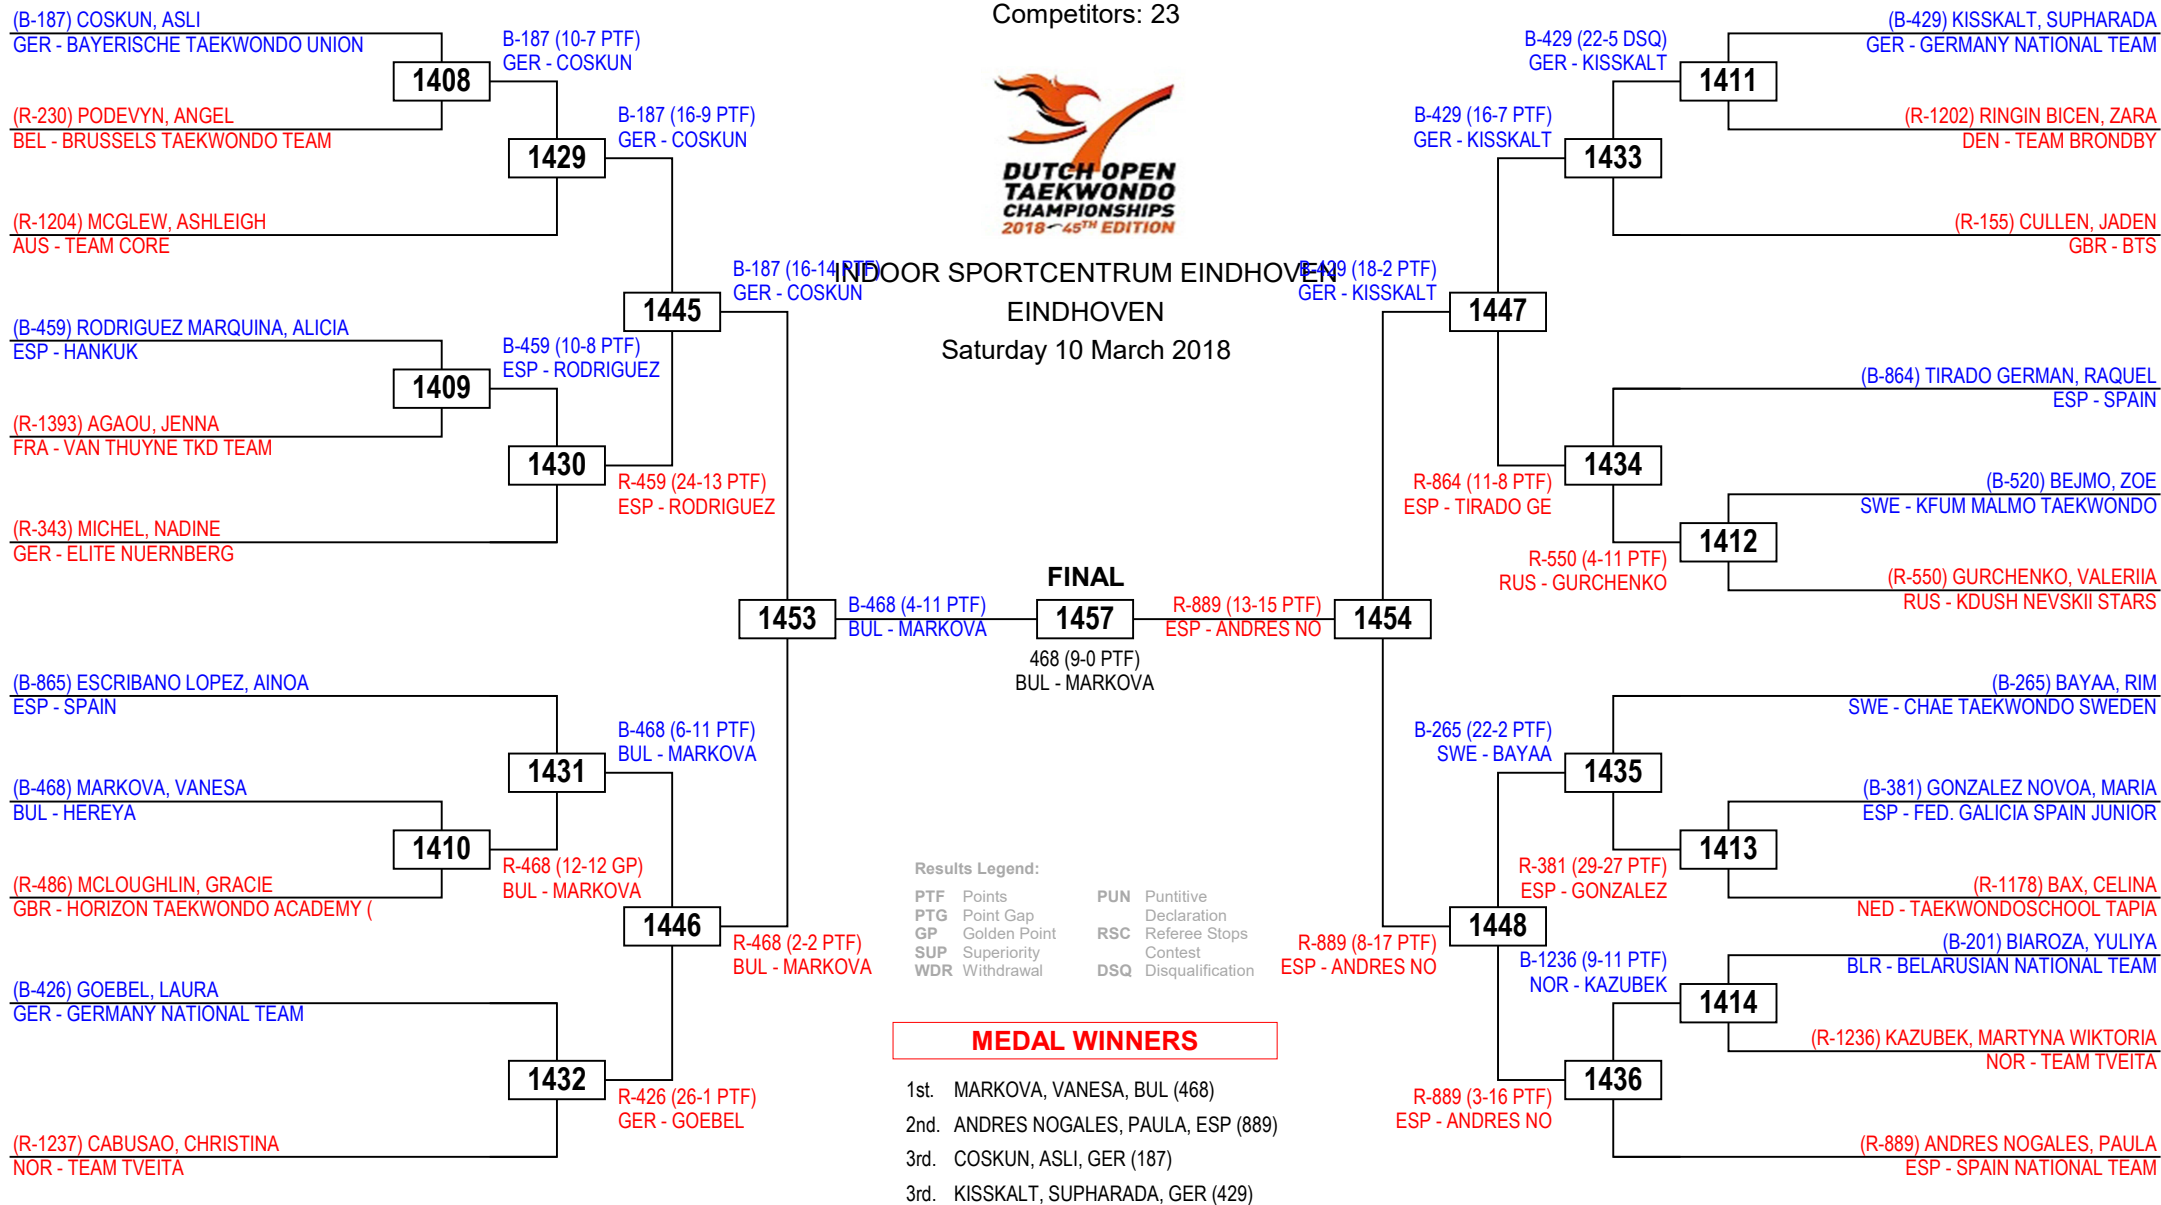 Competitors: 23
(B-187) COSKUN, ASLI
GER - BAYERISCHE TAEKWONDO UNION
(R-230) PODEVYN, ANGEL
BEL - BRUSSELS TAEKWONDO TEAM
(R-1204) MCGLEW, ASHLEIGH
AUS - TEAM CORE
(B-459) RODRIGUEZ MARQUINA, ALICIA
ESP - HANKUK
(R-1393) AGAOU, JENNA
FRA - VAN THUYNE TKD TEAM
(R-343) MICHEL, NADINE
GER - ELITE NUERNBERG
(B-865) ESCRIBANO LOPEZ, AINOA
ESP - SPAIN
(B-468) MARKOVA, VANESA
BUL - HEREYA
(R-486) MCLOUGHLIN, GRACIE
GBR - HORIZON TAEKWONDO ACADEMY (
(B-426) GOEBEL, LAURA
GER - GERMANY NATIONAL TEAM
(R-1237) CABUSAO, CHRISTINA
NOR - TEAM TVEITA
1408
1409
1410
B-187 (10-7 PTF)
GER - COSKUN
B-459 (10-8 PTF)
ESP - RODRIGUEZ
R-468 (12-12 GP)
BUL - MARKOVA
1429
1430
1431
1432
B-187 (16-9 PTF)
GER - COSKUN
R-459 (24-13 PTF)
ESP - RODRIGUEZ
B-468 (6-11 PTF)
BUL - MARKOVA
R-426 (26-1 PTF)
GER - GOEBEL
1445
1446
B-187 (16-14 PTF)
GER - COSKUN
R-468 (2-2 PTF)
BUL - MARKOVA
1453
B-468 (4-11 PTF)
BUL - MARKOVA
DUTCH OPEN
TAEKWONDO
CHAMPIONSHIPS
2018 45TH EDITION
INDOOR SPORTCENTRUM EINDHOVEN
EINDHOVEN
Saturday 10 March 2018
FINAL
1457
468 (9-0 PTF)
BUL - MARKOVA
R-889 (13-15 PTF)
ESP - ANDRES NO
1454
B-429 (18-2 PTF)
GER - KISSKALT
R-889 (8-17 PTF)
ESP - ANDRES NO
1447
1448
B-429 (16-7 PTF)
GER - KISSKALT
R-864 (11-8 PTF)
ESP - TIRADO GE
B-265 (22-2 PTF)
SWE - BAYAA
R-889 (3-16 PTF)
ESP - ANDRES NO
1433
1434
1435
1436
B-429 (22-5 DSQ)
GER - KISSKALT
R-550 (4-11 PTF)
RUS - GURCHENKO
R-381 (29-27 PTF)
ESP - GONZALEZ
B-1236 (9-11 PTF)
NOR - KAZUBEK
1411
1412
1413
1414
(B-429) KISSKALT, SUPHARADA
GER - GERMANY NATIONAL TEAM
(R-1202) RINGIN BICEN, ZARA
DEN - TEAM BRONDBY
(R-155) CULLEN, JADEN
GBR - BTS
(B-864) TIRADO GERMAN, RAQUEL
ESP - SPAIN
(B-520) BEJMO, ZOE
SWE - KFUM MALMO TAEKWONDO
(R-550) GURCHENKO, VALERIIA
RUS - KDUSH NEVSKII STARS
(B-265) BAYAA, RIM
SWE - CHAE TAEKWONDO SWEDEN
(B-381) GONZALEZ NOVOA, MARIA
ESP - FED. GALICIA SPAIN JUNIOR
(R-1178) BAX, CELINA
NED - TAEKWONDOSCHOOL TAPIA
(B-201) BIAROZA, YULIYA
BLR - BELARUSIAN NATIONAL TEAM
(R-1236) KAZUBEK, MARTYNA WIKTORIA
NOR - TEAM TVEITA
(R-889) ANDRES NOGALES, PAULA
ESP - SPAIN NATIONAL TEAM
Results Legend:
PTF Points
PTG Point Gap
GP Golden Point
SUP Superiority
WDR Withdrawal
PUN Puntitive
Declaration
RSC Referee Stops
Contest
DSQ Disqualification
MEDAL WINNERS
1st. MARKOVA, VANESA, BUL (468)
2nd. ANDRES NOGALES, PAULA, ESP (889)
3rd. COSKUN, ASLI, GER (187)
3rd. KISSKALT, SUPHARADA, GER (429)